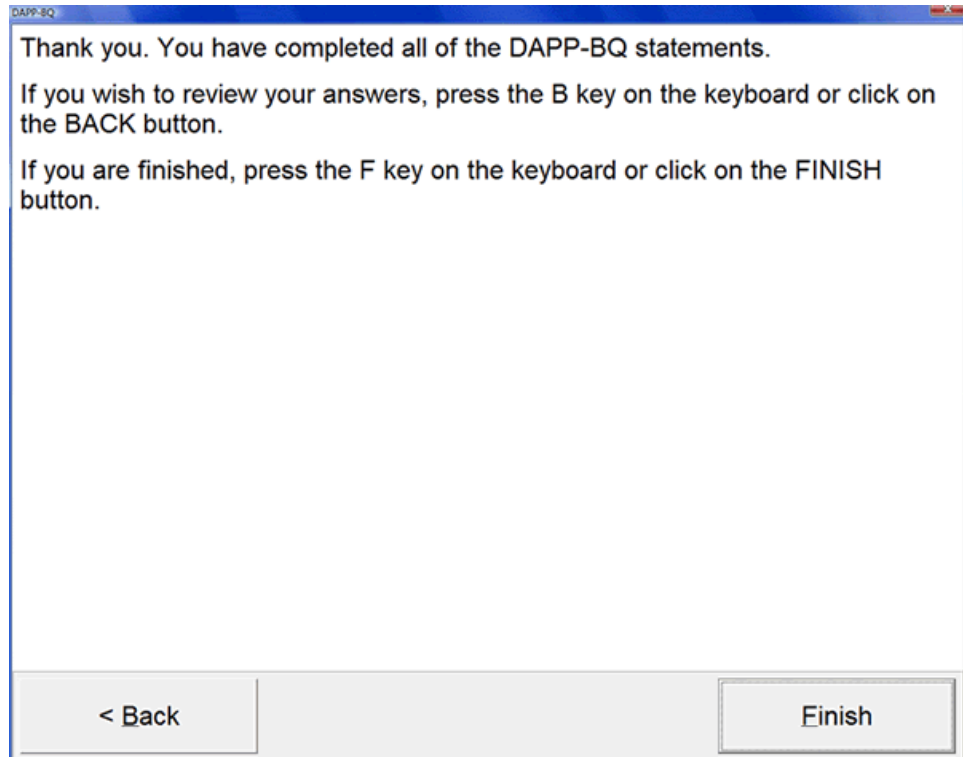 DAPP-BQ
Thank you. You have completed all of the DAPP-BQ statements.
If you wish to review your answers, press the B key on the keyboard or click on
the BACK button.
If you are finished, press the F key on the keyboard or click on the FINISH
button.
< Back
Finish